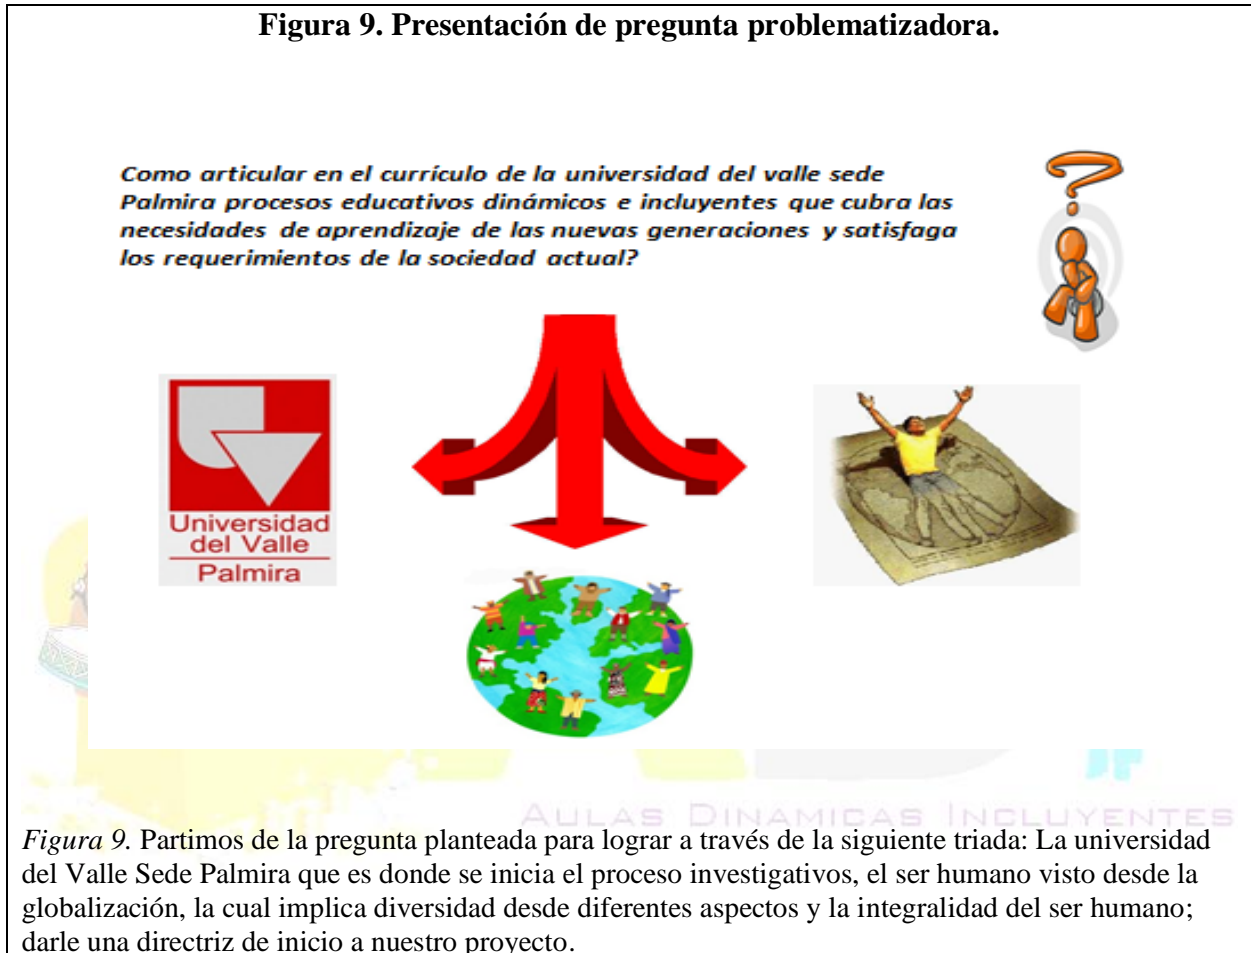 Figura 9. Presentación de pregunta problematizadora.
Como articular en el currículo de la universidad del valle sede
Palmira procesos educativos dinámicos e incluyentes que cubra las
necesidades de aprendizaje de las nuevas generaciones y satisfaga
los requerimientos de la sociedad actual?
Universidad
del Valle
Palmira
AULAS DINAMICAS INCLUYENTES
Figura 9. Partimos de la pregunta planteada para lograr a través de la siguiente triada: La universidad
del Valle Sede Palmira que es donde se inicia el proceso investigativos, el ser humano visto desde la
globalización, la cual implica diversidad desde diferentes aspectos y la integralidad del ser humano;
darle una directriz de inicio a nuestro proyecto.